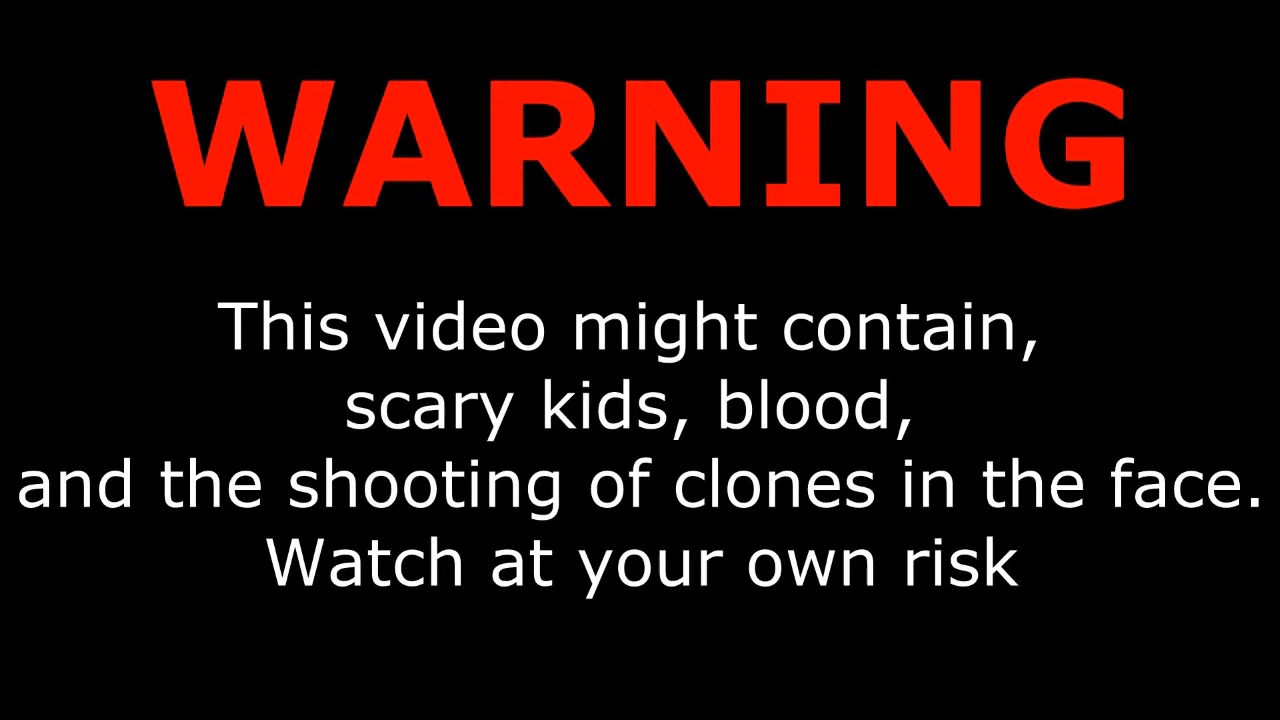 WARNING
This video might contain,
scary kids, blood,
and the shooting of clones in the face.
Watch at your own risk